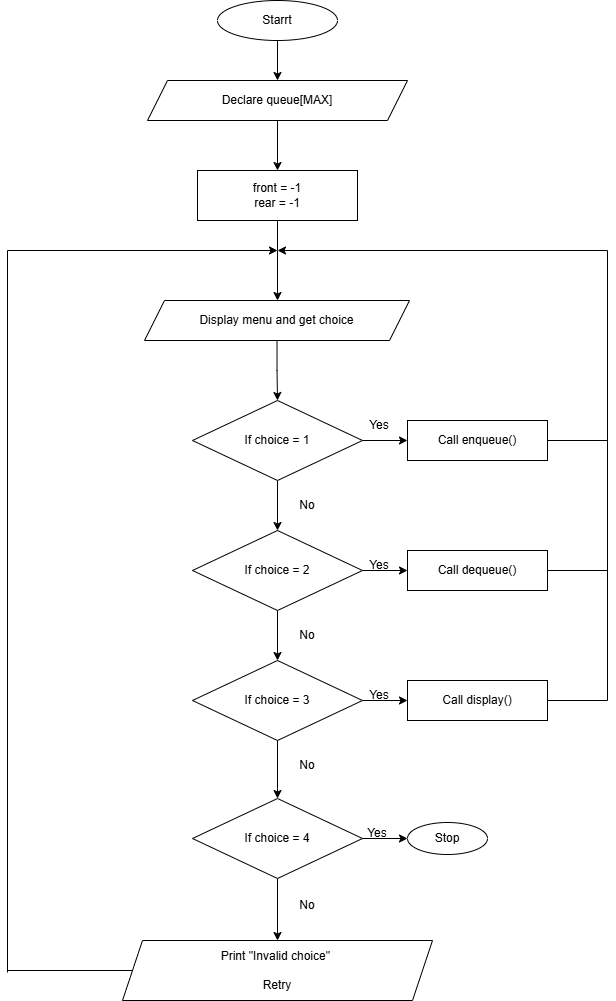 Starrt
Declare queue[MAX]
front = -1
rear = -1
Display menu and get choice
If choice = 1
Yes
Call enqueue()
No
If choice = 2
Yes
Call dequeue()
No
If choice = 3
Yes
Call display()
No
If choice = 4
Yes
Stop
No
Print "Invalid choice"
Retry